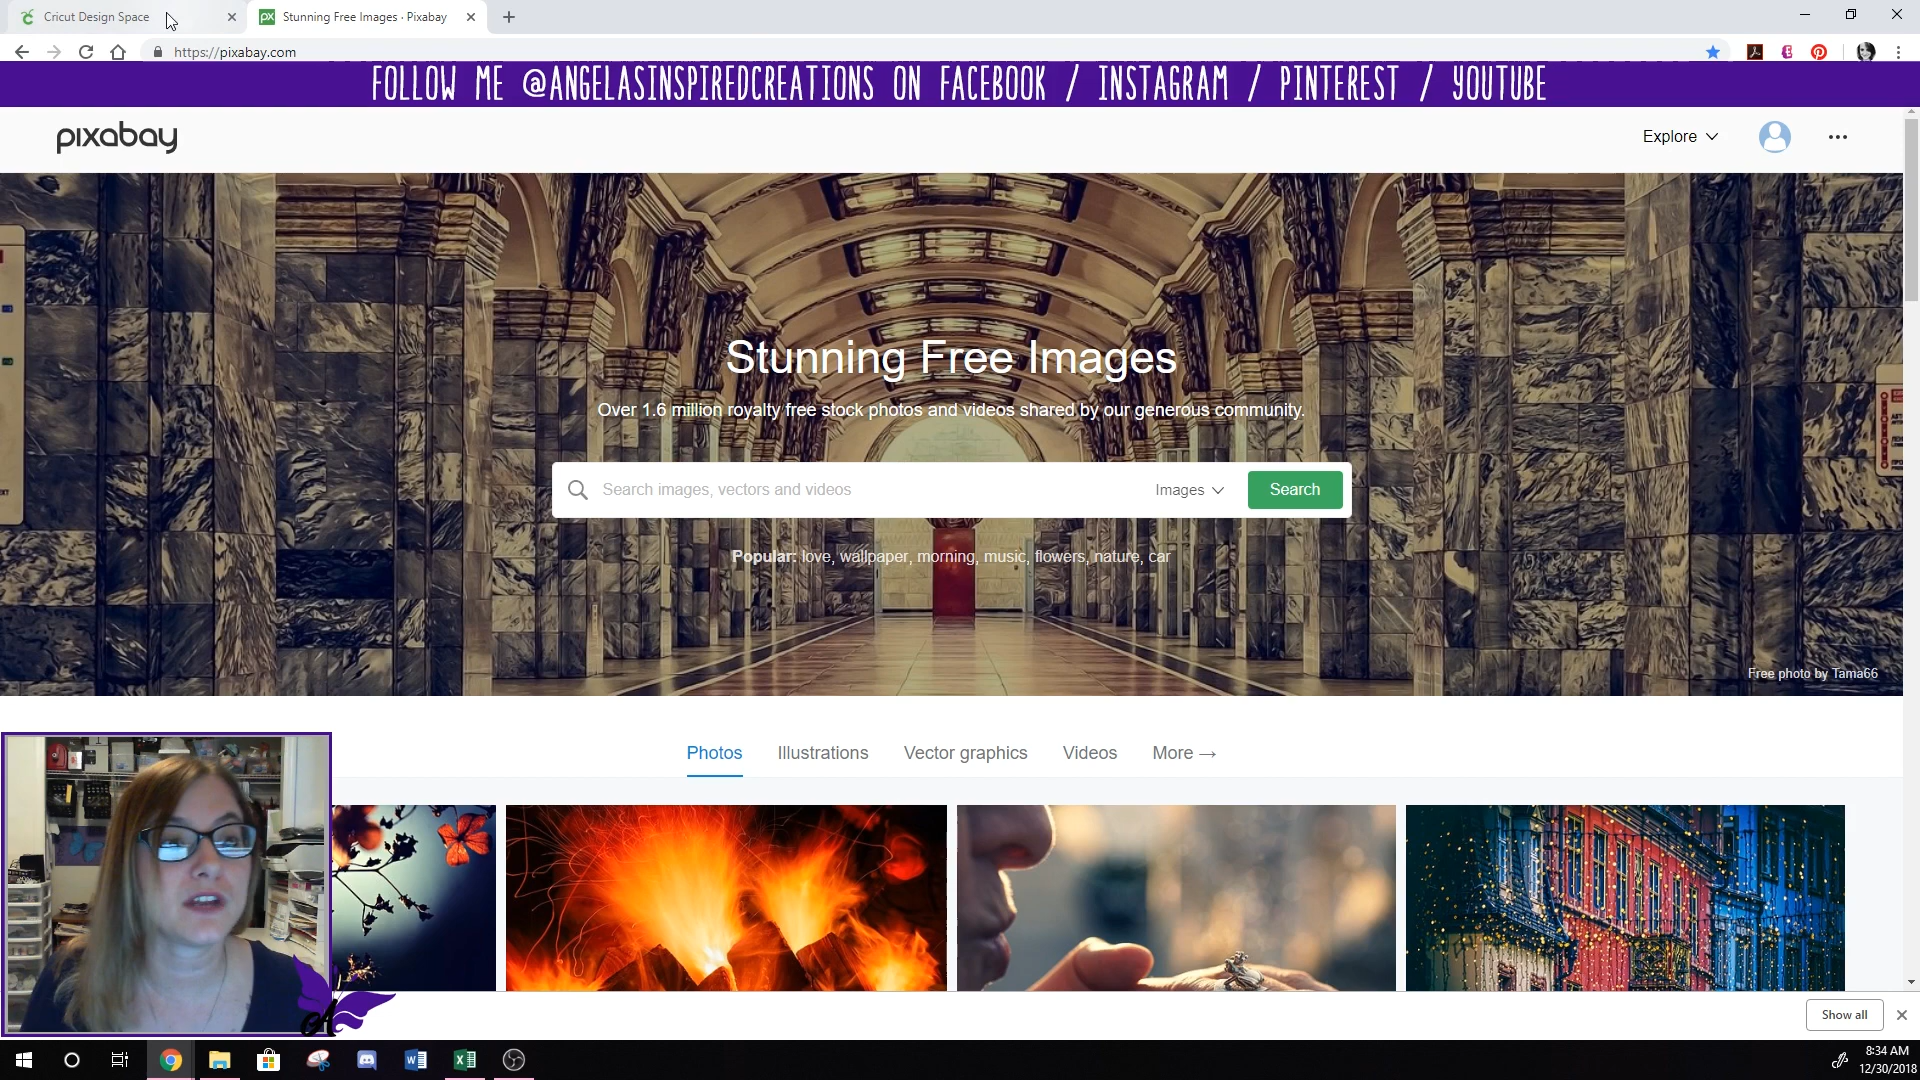 Cricut Design Space
Stunning Free Images · Pixabay
https://pixabay.com
FOLLOW ME @ANGELASINSPIREDCREATIONS ON FACEBOOK / INSTAGRAM / PINTEREST / YOUTUBE
pixabay
Explore
Stunning Free Images
Over 1.6 million royalty free stock photos and videos shared by our generous community.
Search images, vectors and videos
Images
Search
Popular: love, wallpaper, morning, music, flowers, nature, car
Free photo by Tama66
Photos
Illustrations
Vector graphics
Videos
More →
A
Show all
8:34 AM
12/30/2018